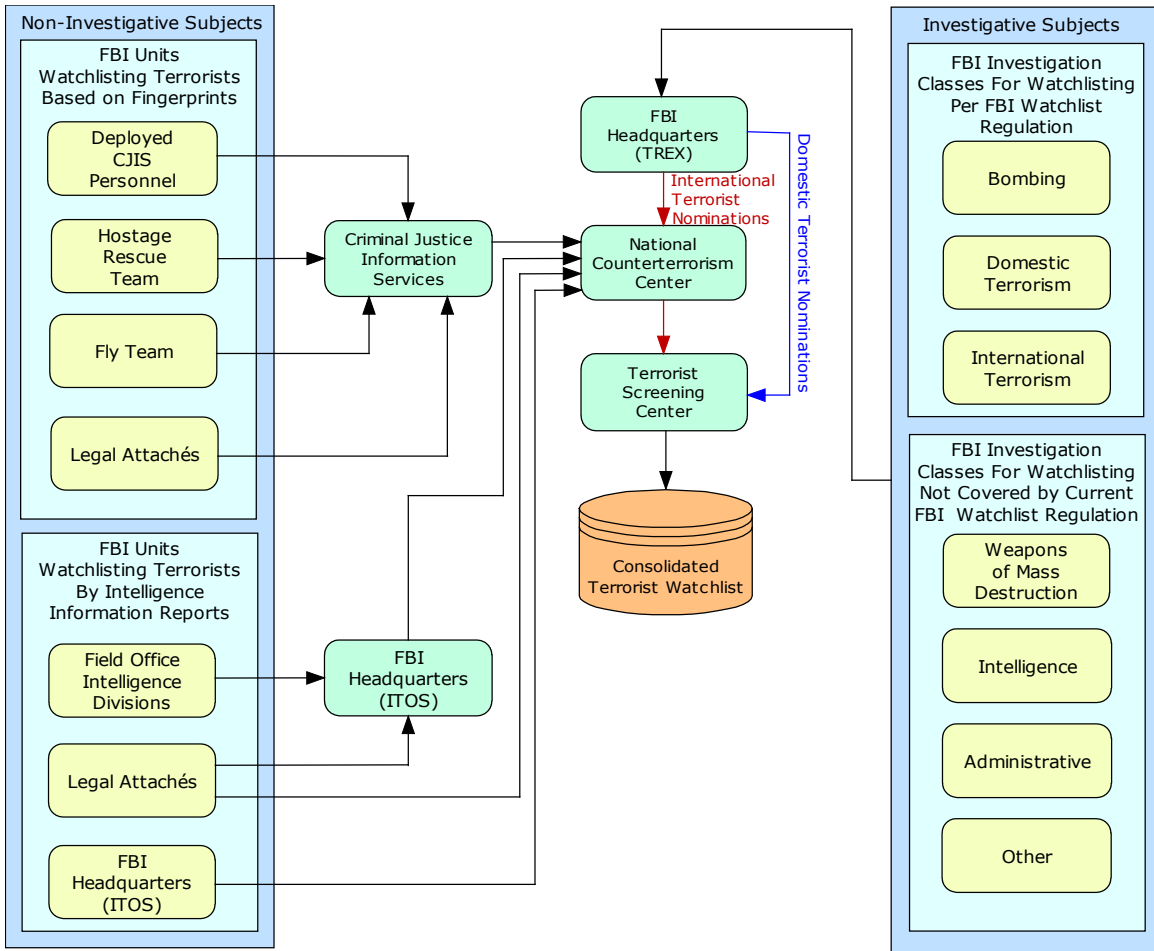 Non-Investigative Subjects
FBI Units
Watchlisting Terrorists
Based on Fingerprints
Deployed
CJIS
Personnel
Hostage
Rescue
Team
Fly Team
Legal Attachés
FBI Units
Watchlisting Terrorists
By Intelligence
Information Reports
Field Office
Intelligence
Divisions
Legal Attachés
FBI
Headquarters
(ITOS)
Criminal Justice
Information
Services
FBI
Headquarters
(ITOS)
FBI
Headquarters
(TREX)
International
Terrorist
Nominations
Domestic Terrorist Nominations
National
Counterterrorism
Center
Terrorist
Screening
Center
Consolidated
Terrorist Watchlist
Investigative Subjects
FBI Investigation
Classes For Watchlisting
Per FBI Watchlist
Regulation
Bombing
Domestic
Terrorism
International
Terrorism
FBI Investigation
Classes For Watchlisting
Not Covered by Current
FBI Watchlist Regulation
Weapons
of Mass
Destruction
Intelligence
Administrative
Other